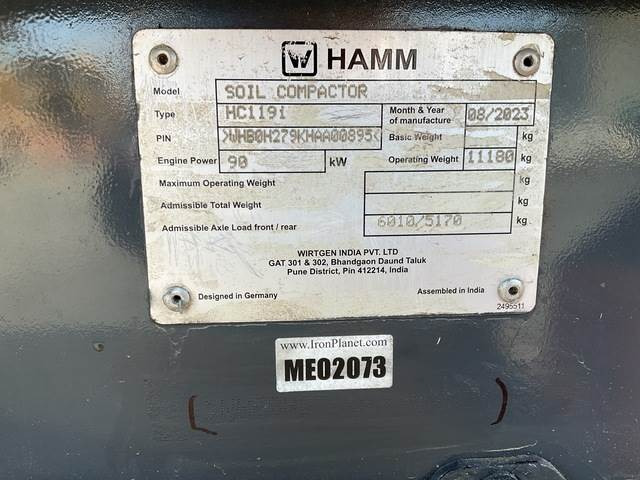 HAMM
Model SOIL COMPACTOR
Type HC119i Month & Year of manufacture 08/2023
PIN >WHB0H279KHAA00895< Basic Weight kg
Engine Power 90 kW Operating Weight 11180 kg
Maximum Operating Weight kg
Admissible Total Weight kg
Admissible Axle Load front / rear 6010/5170 kg
WIRTGEN INDIA PVT. LTD
GAT 301 & 302, Bhandgaon Daund Taluk
Pune District, Pin 412214, India
Designed in Germany Assembled in India
2495511
www.IronPlanet.com
ME02073